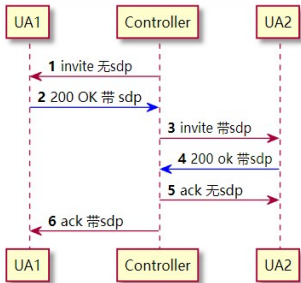 UA1 Controller UA2
1 invite 无sdp
2 200 OK 带 sdp
3 invite 带sdp
4 200 ok 带sdp
5 ack 无sdp
6 ack 带sdp
UA1 Controller UA2